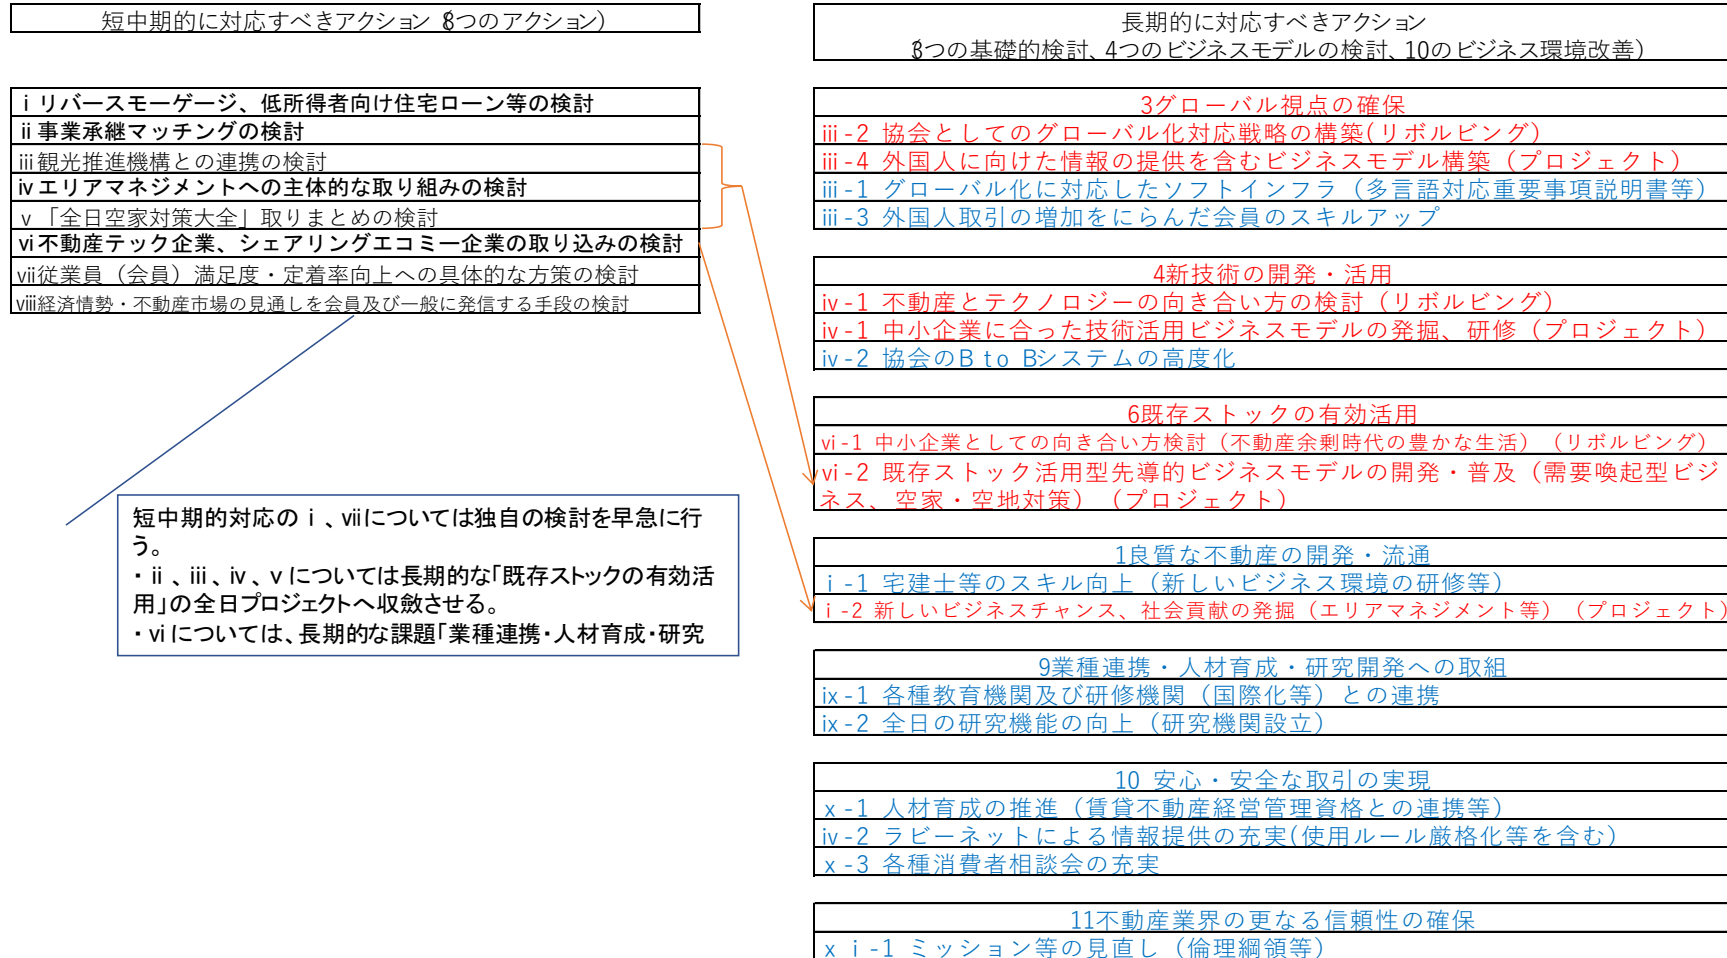 短中期的に対応すべきアクション（8つのアクション）
ⅰリバースモーゲージ、低所得者向け住宅ローン等の検討
ⅱ事業承継マッチングの検討
ⅲ観光推進機構との連携の検討
ⅳエリアマネジメントへの主体的な取り組みの検討
ⅴ「全日空家対策大全」取りまとめの検討
ⅵ不動産テック企業、シェアリングエコミー企業の取り込みの検討
ⅶ従業員（会員）満足度・定着率向上への具体的な方策の検討
ⅷ経済情勢・不動産市場の見通しを会員及び一般に発信する手段の検討
短中期的対応のⅰ、ⅶについては独自の検討を早急に行
う。
・ⅱ、ⅲ、ⅳ、ⅴについては長期的な「既存ストックの有効活
用」の全日プロジェクトへ収斂させる。
・ⅵについては、長期的な課題「業種連携・人材育成・研究
長期的に対応すべきアクション
（3つの基礎的検討、4つのビジネスモデルの検討、10のビジネス環境改善）
3グローバル視点の確保
ⅲ-2 協会としてのグローバル化対応戦略の構築(リボルビング)
ⅲ-4 外国人に向けた情報の提供を含むビジネスモデル構築（プロジェクト）
ⅲ-1 グローバル化に対応したソフトインフラ（多言語対応重要事項説明書等）
ⅲ-3 外国人取引の増加をにらんだ会員のスキルアップ
4新技術の開発・活用
ⅳ-1 不動産とテクノロジーの向き合い方の検討（リボルビング）
ⅳ-1 中小企業に合った技術活用ビジネスモデルの発掘、研修（プロジェクト）
ⅳ-2 協会のB to Bシステムの高度化
6既存ストックの有効活用
ⅵ-1 中小企業としての向き合い方検討（不動産余剰時代の豊かな生活）（リボルビング）
ⅵ-2 既存ストック活用型先導的ビジネスモデルの開発・普及（需要喚起型ビジ
ネス、空家・空地対策）（プロジェクト）
1良質な不動産の開発・流通
ⅰ-1 宅建士等のスキル向上（新しいビジネス環境の研修等）
ⅰ-2 新しいビジネスチャンス、社会貢献の発掘（エリアマネジメント等）（プロジェクト）
9業種連携・人材育成・研究開発への取組
ⅸ-1 各種教育機関及び研修機関（国際化等）との連携
ⅸ-2 全日の研究機能の向上（研究機関設立）
10 安心・安全な取引の実現
ⅹ-1 人材育成の推進（賃貸不動産経営管理資格との連携等）
ⅳ-2 ラビーネットによる情報提供の充実(使用ルール厳格化等を含む）
ⅹ-3 各種消費者相談会の充実
11不動産業界の更なる信頼性の確保
ⅹⅰ-1 ミッション等の見直し（倫理綱領等）